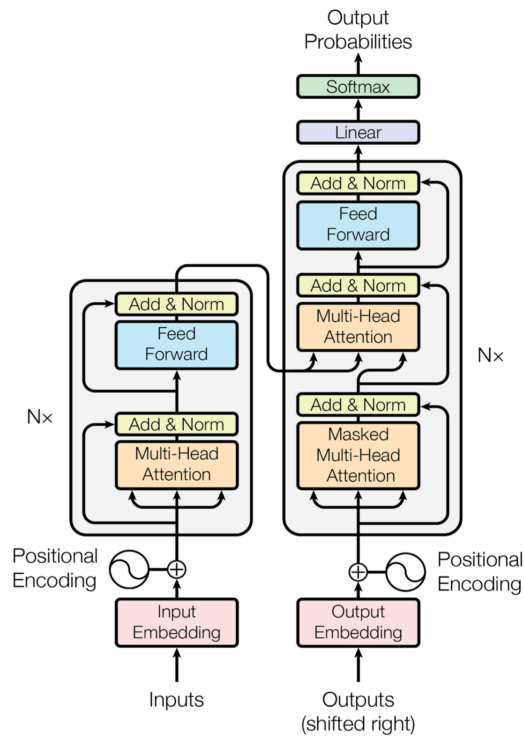 Output
Probabilities
Softmax
Linear
Add & Norm
Feed
Forward
Add & Norm
Multi-Head
Attention
Add & Norm
Masked
Multi-Head
Attention
N×
Add & Norm
Feed
Forward
Add & Norm
Multi-Head
Attention
N×
Positional
Encoding
Positional
Encoding
Input
Embedding
Output
Embedding
Inputs
Outputs
(shifted right)